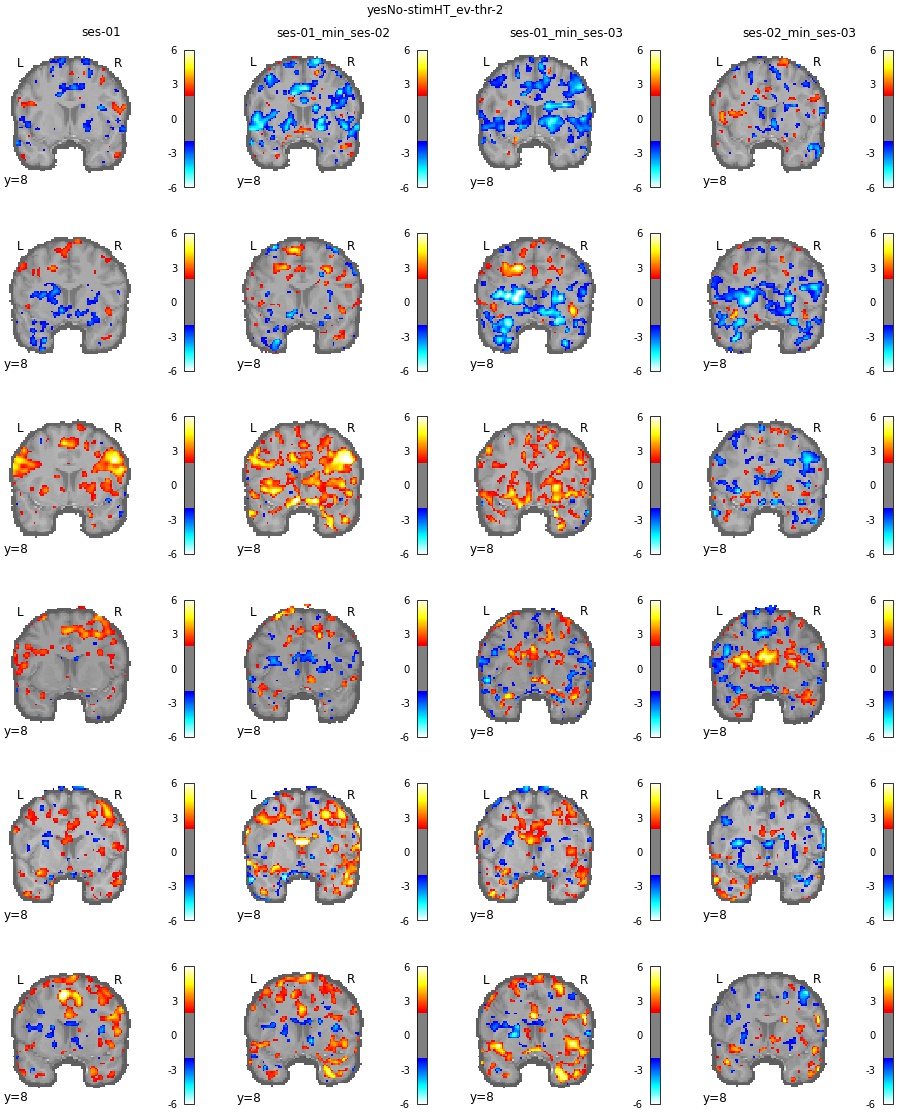 yesNo-stimHT_ev-thr-2
ses-01 ses-01_min_ses-02 ses-01_min_ses-03 ses-02_min_ses-03
L R 6 3 0 -3 -6 y=8 L R 6 3 0 -3 -6 y=8 L R 6 3 0 -3 -6 y=8 L R 6 3 0 -3 -6 y=8
L R 6 3 0 -3 -6 y=8 L R 6 3 0 -3 -6 y=8 L R 6 3 0 -3 -6 y=8 L R 6 3 0 -3 -6 y=8
L R 6 3 0 -3 -6 y=8 L R 6 3 0 -3 -6 y=8 L R 6 3 0 -3 -6 y=8 L R 6 3 0 -3 -6 y=8
L R 6 3 0 -3 -6 y=8 L R 6 3 0 -3 -6 y=8 L R 6 3 0 -3 -6 y=8 L R 6 3 0 -3 -6 y=8
L R 6 3 0 -3 -6 y=8 L R 6 3 0 -3 -6 y=8 L R 6 3 0 -3 -6 y=8 L R 6 3 0 -3 -6 y=8
L R 6 3 0 -3 -6 y=8 L R 6 3 0 -3 -6 y=8 L R 6 3 0 -3 -6 y=8 L R 6 3 0 -3 -6 y=8